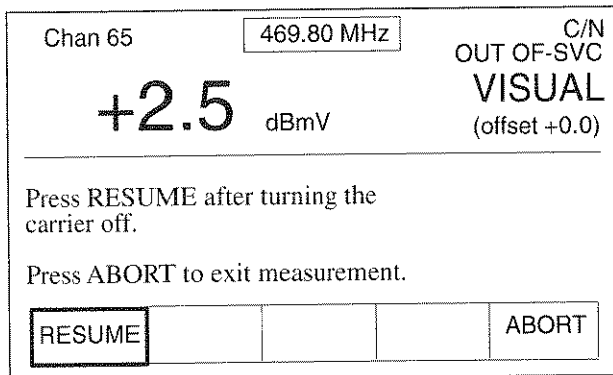 Chan 65
469.80 MHz
C/N
OUT OF-SVC
VISUAL
+2.5 dBmV
(offset +0.0)
Press RESUME after turning the
carrier off.
Press ABORT to exit measurement.
RESUME
ABORT